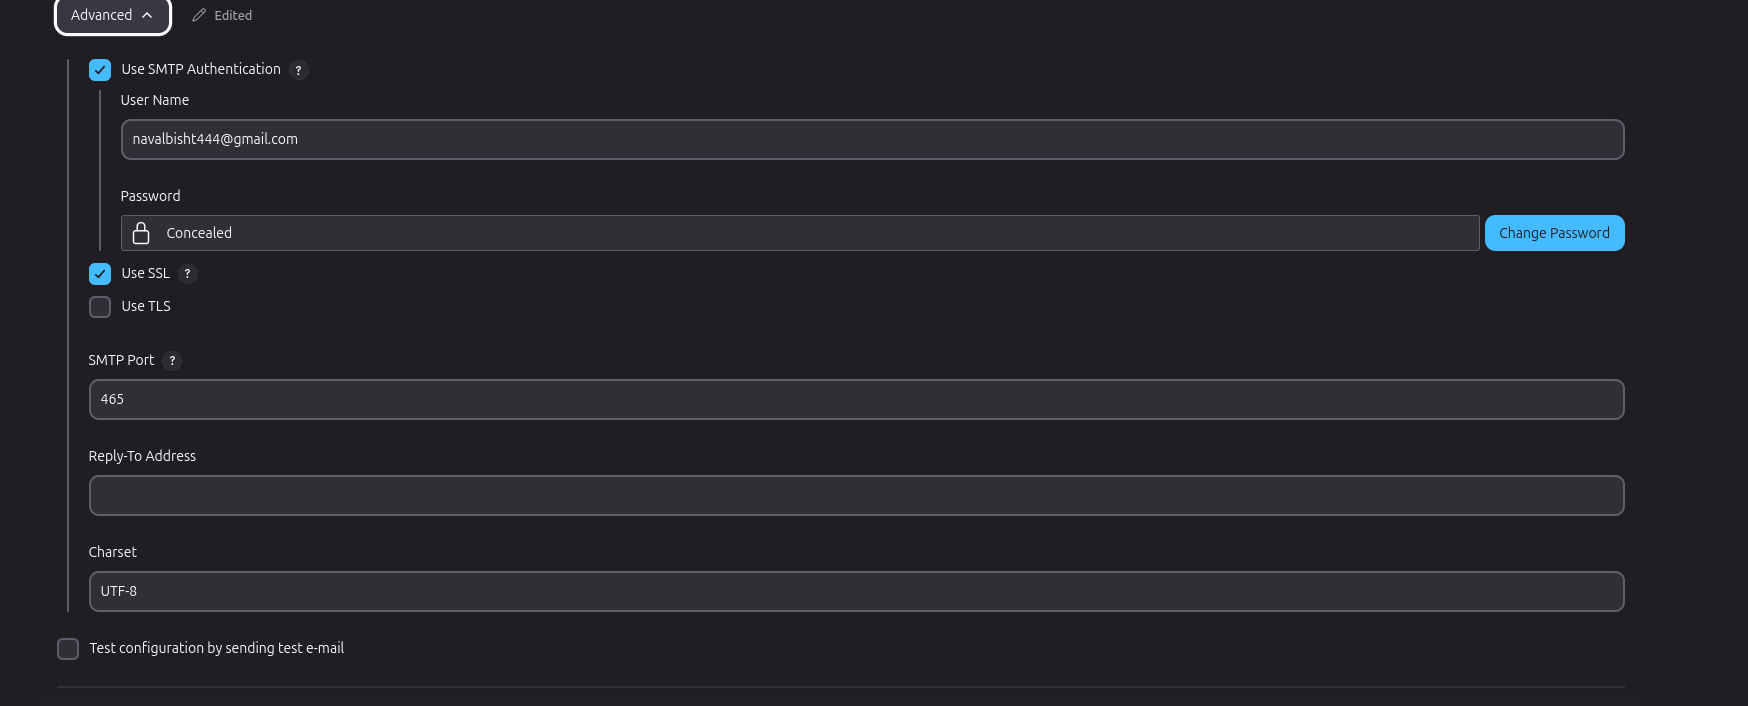 Advanced Edited
Use SMTP Authentication ?
User Name
navalbisht444@gmail.com
Password
Concealed Change Password
Use SSL ?
Use TLS
SMTP Port ?
465
Reply-To Address
Charset
UTF-8
Test configuration by sending test e-mail